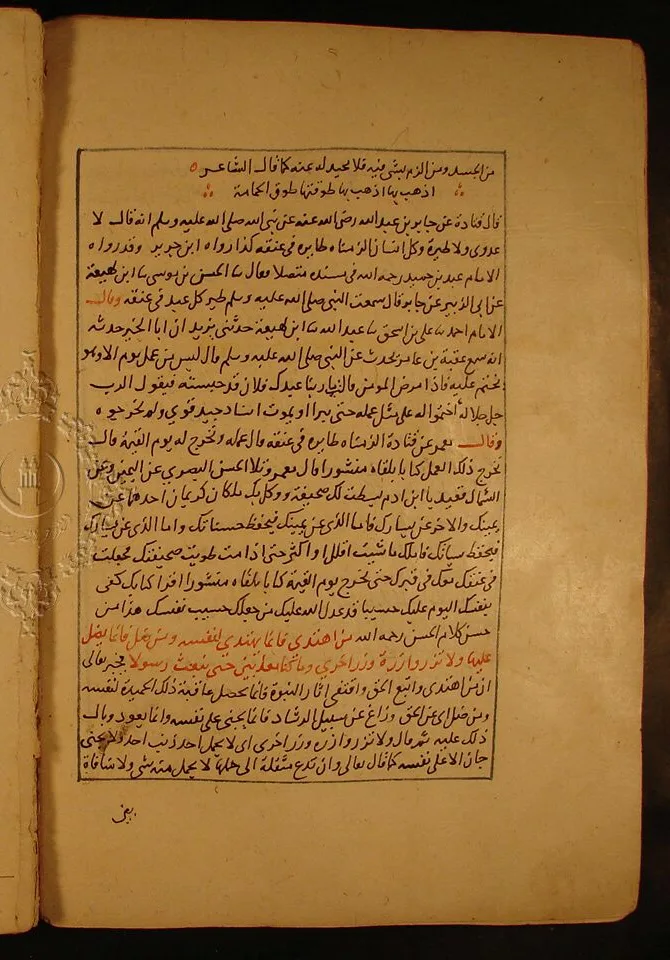 من الجسد ومن الزم بشي فيه فلا محيد له عنه كما قال الشاعر
اذهب بها اذهب بها طوقتها طوق الحمامة
قال قتادة عن جابر بن عبد الله رضي الله عنه عن نبي الله صلى الله عليه وسلم انه قال لا
عدوى ولا طيرة وكل انسان الزمناه طايره في عنقه كذا رواه ابن جرير وقد رواه
الامام عبد بن حميد رحمه الله في مسنده متصلا فقال ثنا الحسن بن موسى ثنا ابن لهيعة
عن ابي الزبير عن جابر قال سمعت النبي صلى الله عليه وسلم طير كل عبد في عنقه وقال
الامام احمد ثنا علي بن اسحق ثنا عبد الله ثنا ابن لهيعة حدثني يزيد ان ابا الخير حدثه
انه سمع عقبة بن عامر يحدث عن النبي صلى الله عليه وسلم قال ليس من عمل يوم الا وهو
يختم عليه فاذا مرض المومن قال يا ربنا عبدك فلان قد حبسته فيقول الرب
جل جلاله اختموا له على مثل عمله حتى يبرا او يموت اسناد جيد قوي ولم يخرجوه
وقال معمر عن قتادة الزمناه طايره في عنقه قال عمله ونخرج له يوم القيمة قال
نخرج ذلك العمل كتابا يلقاه منشورا قال معمر وتلا الحسن البصري عن اليمين وعن
الشمال قعيد يا ابن ادم بسطت لك صحيفة ووكل بك ملكان كريمان احدهما عن
يمينك والاخر عن يسارك فاما الذي عن يمينك فيحفظ حسناتك واما الذي عن يسارك
فيحفظ سياتك فاملك ما شيت اقلل او اكثر حتى اذا مت طويت صحيفتك فجعلت
في عنقك معك في قبرك حتى تخرج يوم القيمة كتابا يلقاه منشورا اقرا كتابك كفى
بنفسك اليوم عليك حسيبا قد عدل الله عليك من جعلك حسيب نفسك هذا من
حسن كلام الحسن رحمه الله من اهتدى فانما يهتدي لنفسه ومن ضل فانما يضل
عليها ولا تزر وازرة وزر اخرى وما كنا معذبين حتى نبعث رسولا يخبر تعالى
ان من اهتدى واتبع الحق واقتفى اثار النبوة فانما يحصل عاقبة ذلك الحميدة لنفسه
ومن ضل اي عن الحق وزاغ عن سبيل الرشاد فانما يجني على نفسه وانما يعود وبال
ذلك عليه ثم قال ولا تزر وازرة وزر اخرى اي لا يحمل احد ذنب احد ولا يجني
جان الا على نفسه كما قال تعالى وان تدع مثقلة الى حملها لا يحمل منه شي ولا منافاة